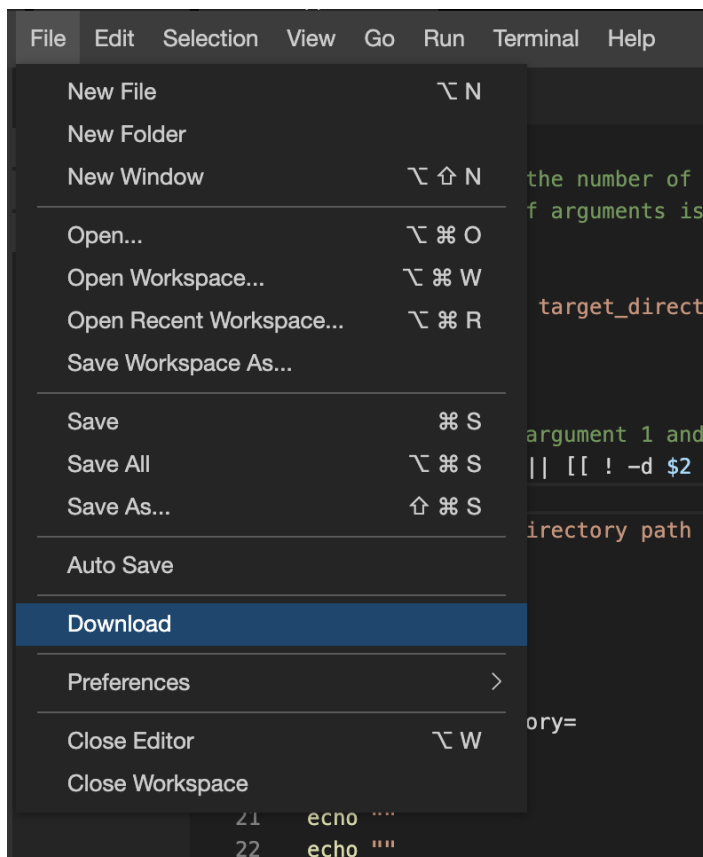 File Edit Selection View Go Run Terminal Help
New File ⌥ N
New Folder
New Window ⌥ ⇧ N
the number of
f arguments is
Open... ⌥ ⌘ O
Open Workspace... ⌥ ⌘ W
Open Recent Workspace... ⌥ ⌘ R
target_direct
Save Workspace As...
Save ⌘ S
argument 1 and
Save All ⌥ ⌘ S
|| [[ ! -d $2
Save As... ⇧ ⌘ S
irectory path
Auto Save
Download
Preferences >
ory=
Close Editor ⌥ W
Close Workspace
21 echo ""
22 echo ""